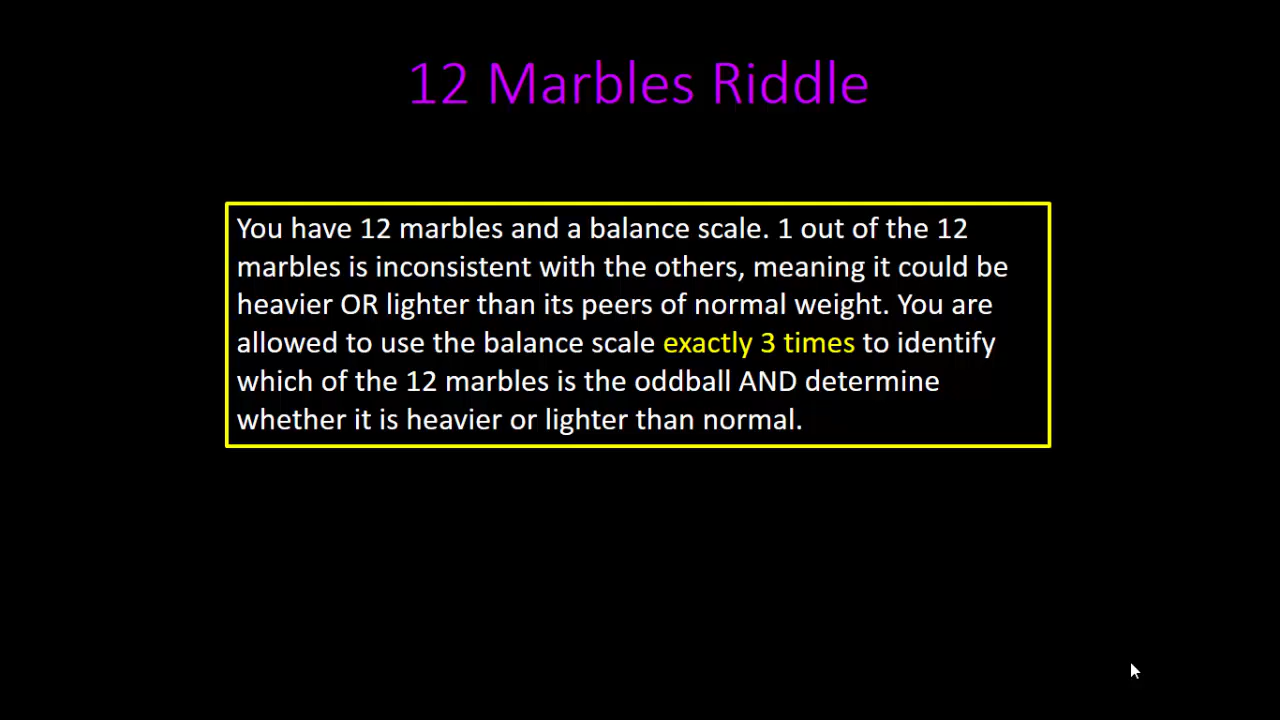 12 Marbles Riddle
You have 12 marbles and a balance scale. 1 out of the 12
marbles is inconsistent with the others, meaning it could be
heavier OR lighter than its peers of normal weight. You are
allowed to use the balance scale exactly 3 times to identify
which of the 12 marbles is the oddball AND determine
whether it is heavier or lighter than normal.